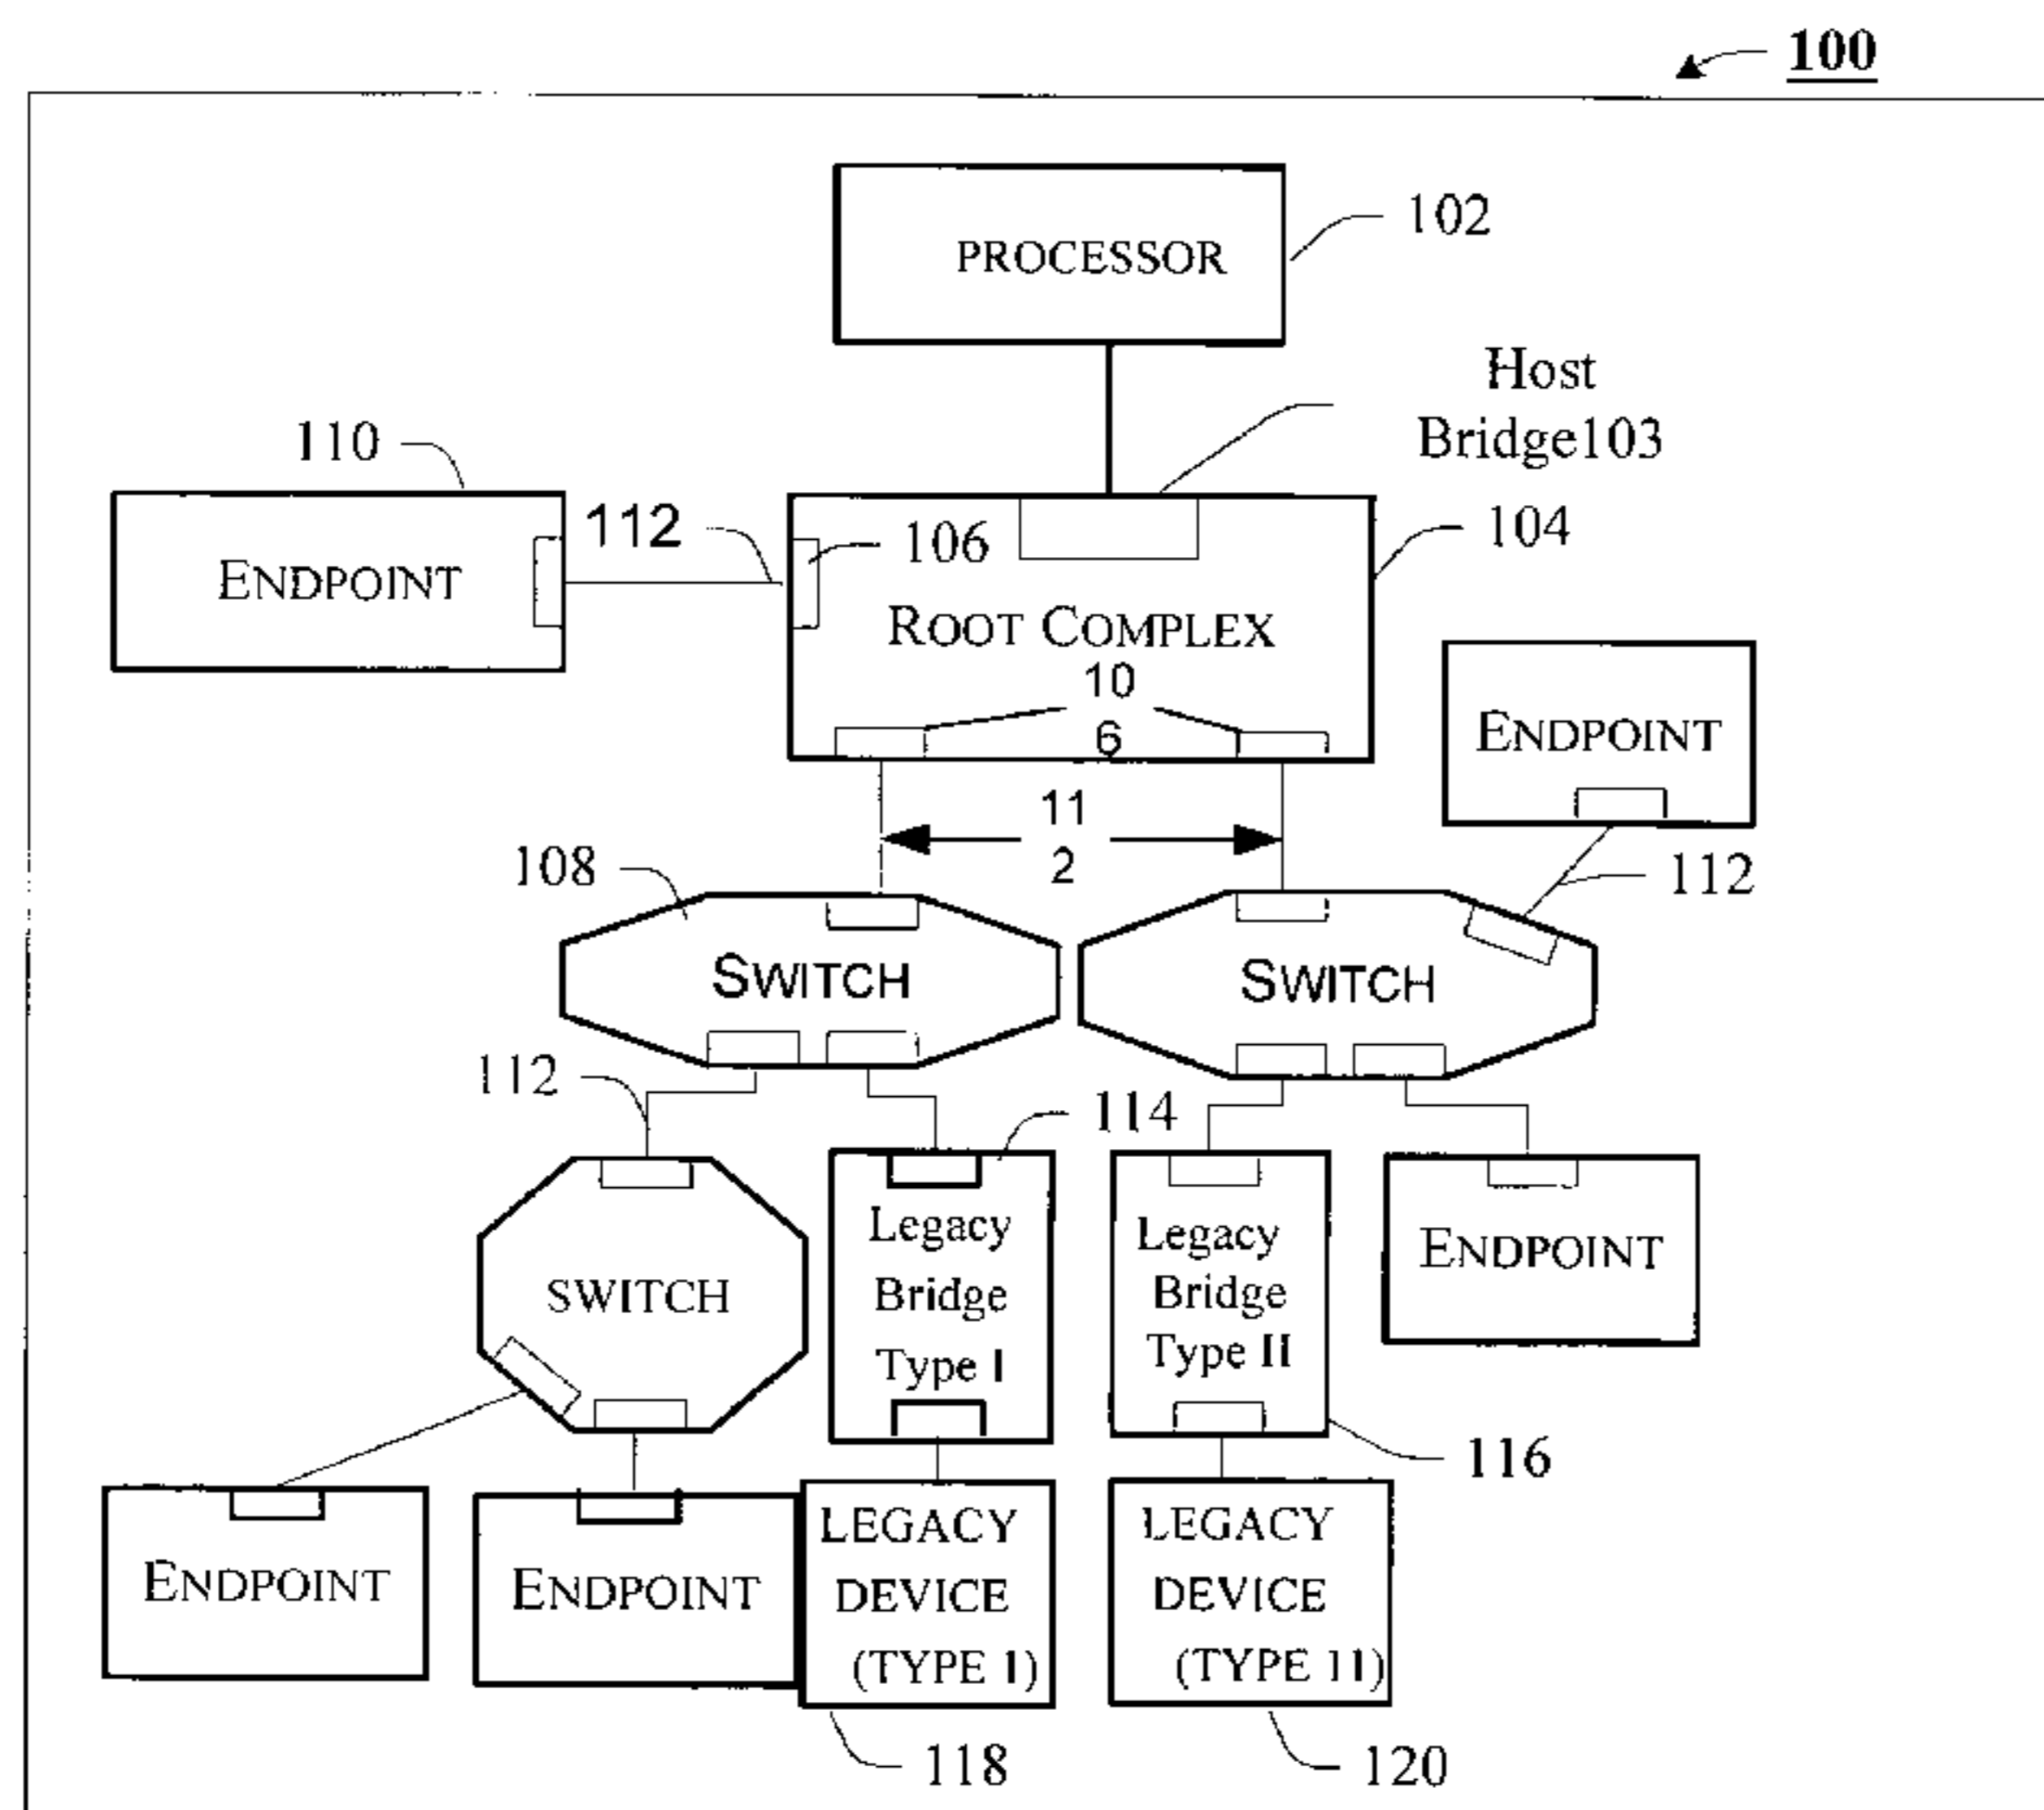 100
PROCESSOR
102
Host
Bridge103
110
112
106
104
ENDPOINT
ROOT COMPLEX
10
6
ENDPOINT
11
2
108
112
SWITCH
SWITCH
112
114
Legacy
Bridge
Type I
Legacy
Bridge
Type II
ENDPOINT
SWITCH
116
ENDPOINT
ENDPOINT
LEGACY
DEVICE
(TYPE 1)
LEGACY
DEVICE
(TYPE 11)
118
120